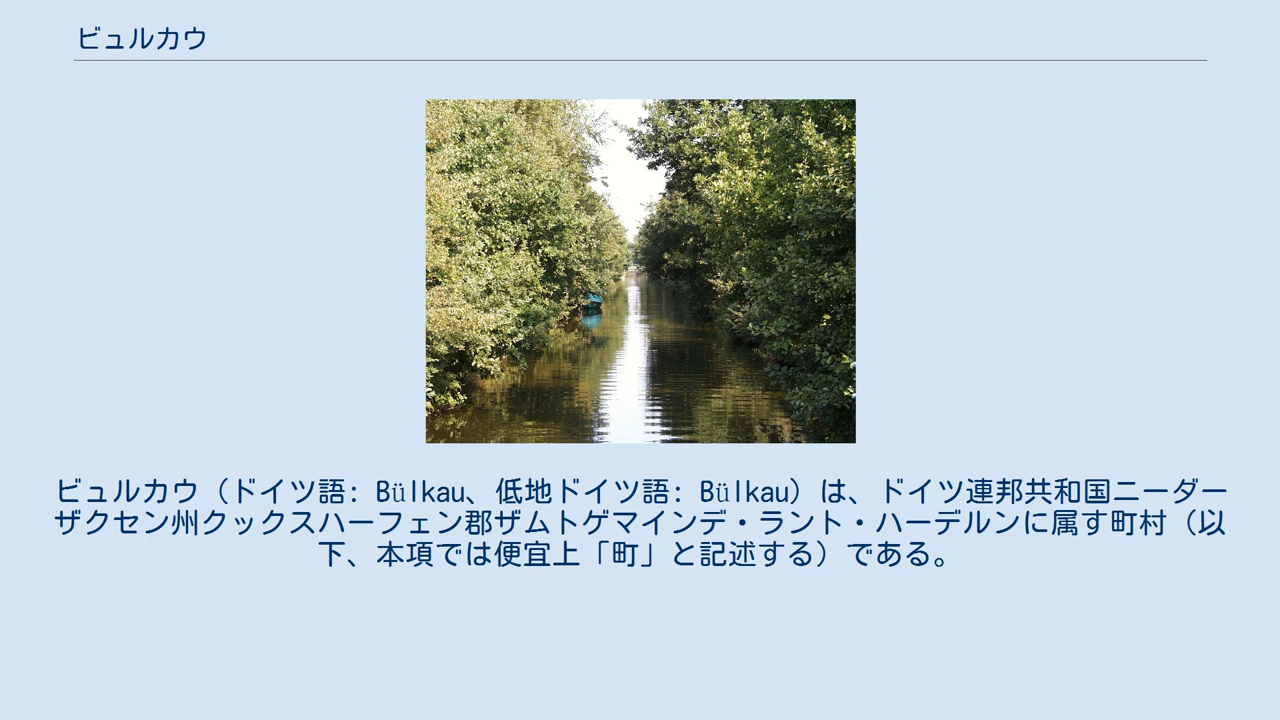 ビュルカウ
ビュルカウ（ドイツ語: Bülkau、低地ドイツ語: Bülkau）は、ドイツ連邦共和国ニーダー
ザクセン州クックスハーフェン郡ザムトゲマインデ・ラント・ハーデルンに属す町村（以
下、本項では便宜上「町」と記述する）である。